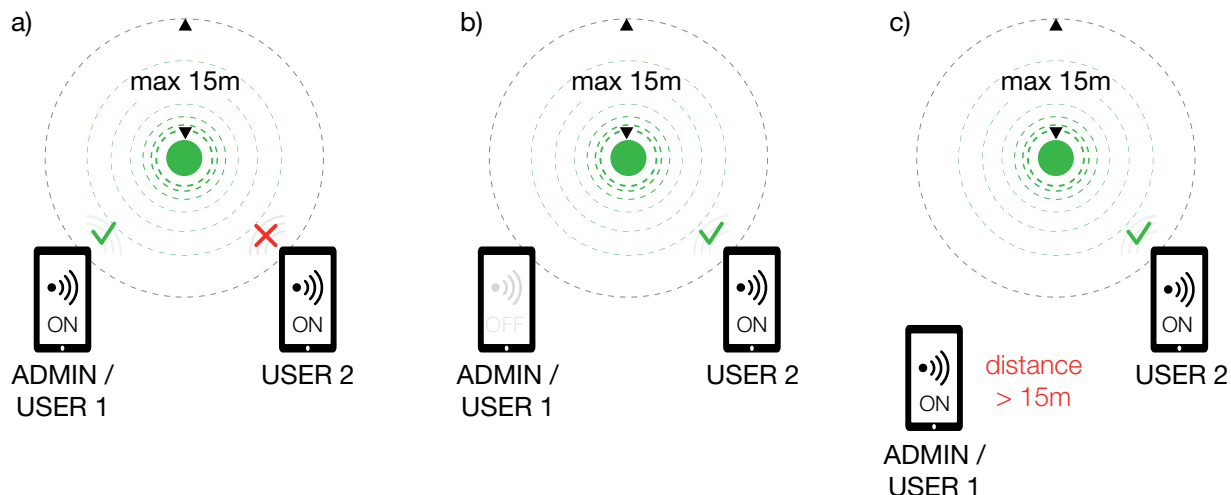 a)
max 15m
ON
ADMIN /
USER 1
ON
USER 2
b)
max 15m
OFF
ADMIN /
USER 1
ON
USER 2
c)
max 15m
ON
USER 2
ON
distance
> 15m
ADMIN /
USER 1